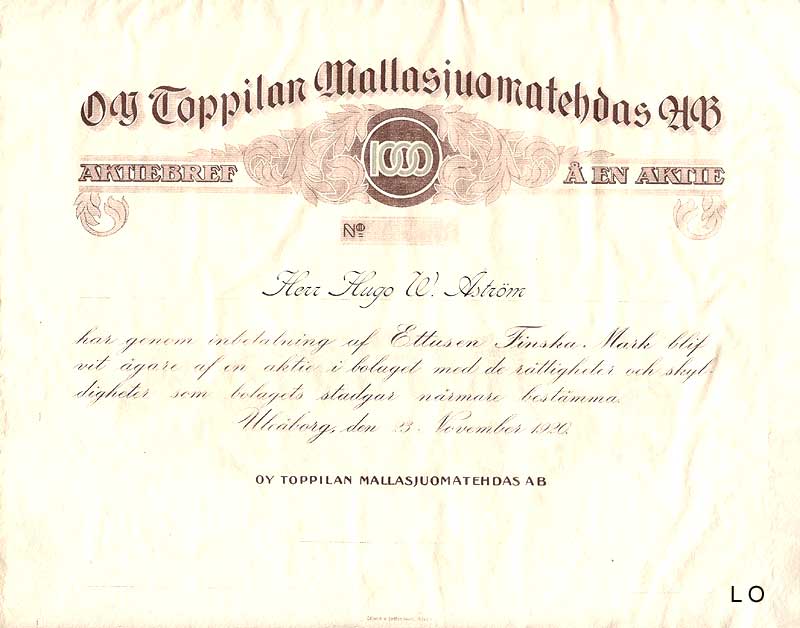 OY Toppilan Mallasjuomatehdas AB
1000
AKTIEBREF
Å EN AKTIE
No
Herr Hugo W. Åström
har genom inbetalning af Ettusen Finska Mark blif
vit ägare af en aktie i bolaget med de rättigheter och skyl
digheter som bolagets stadgar närmare bestämma.
Uleåborg, den 23 November 1920.
OY TOPPILAN MALLASJUOMATEHDAS AB
LO